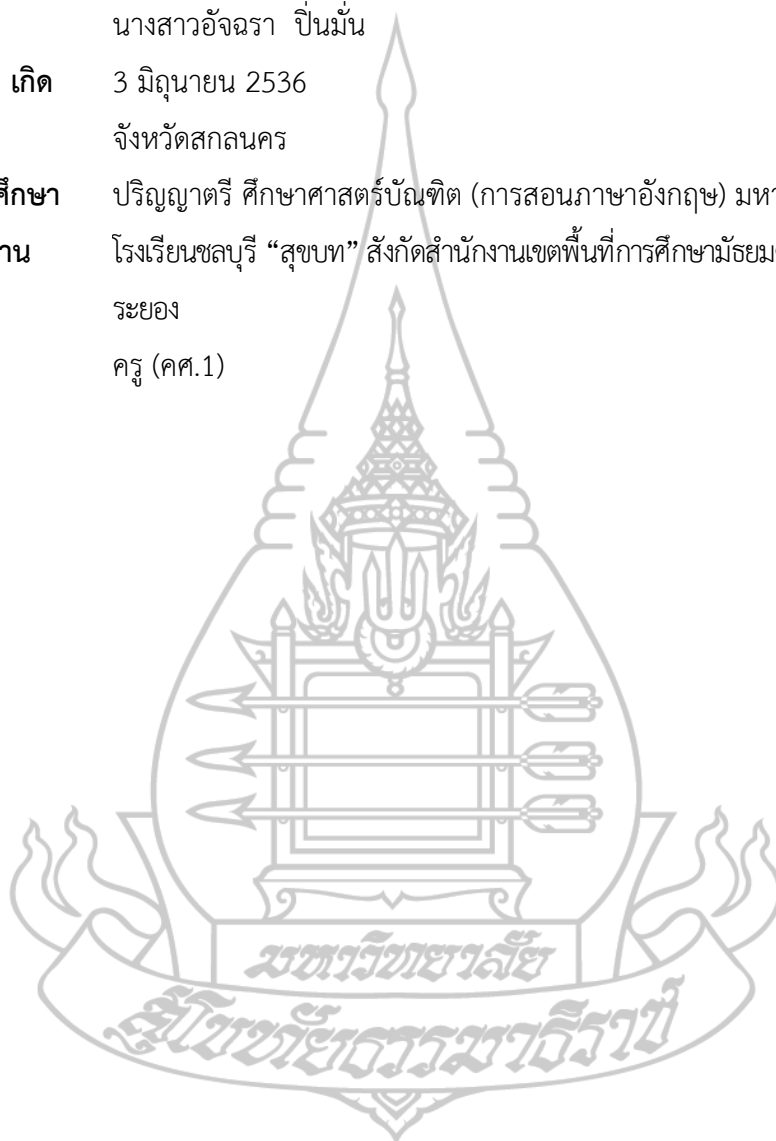 นางสาวอัจฉรา ปิ่นมั่น
เกิด 3 มิถุนายน 2536
จังหวัดสกลนคร
ศึกษา ปริญญาตรี ศึกษาศาสตร์บัณฑิต (การสอนภาษาอังกฤษ) มหา
าน โรงเรียนชลบุรี “สุขบท” สังกัดสำนักงานเขตพื้นที่การศึกษามัธยม
ระยอง
ครู (คศ.1)
มหาวิทยาลัย
สุโขทัยธรรมาธิราช